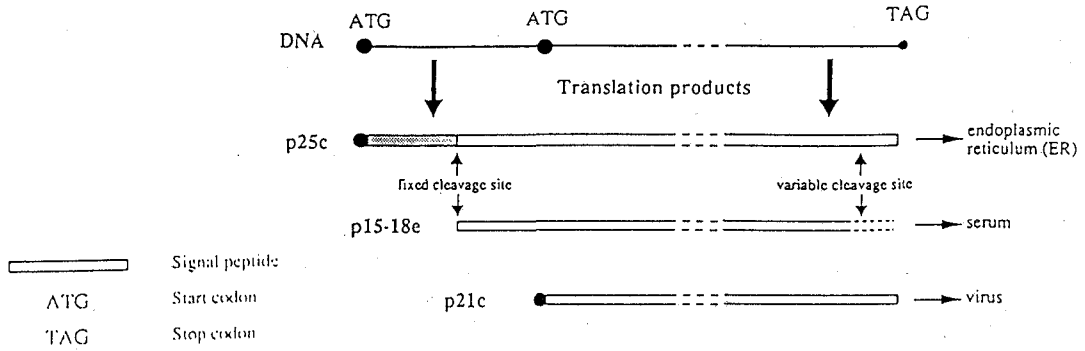 ATG ATG TAG
DNA
Translation products
p25c
endoplasmic
reticulum (ER)
fixed cleavage site variable cleavage site
p15-18e
serum
Signal peptide
ATG Start codon
p21c
virus
TAG Stop codon